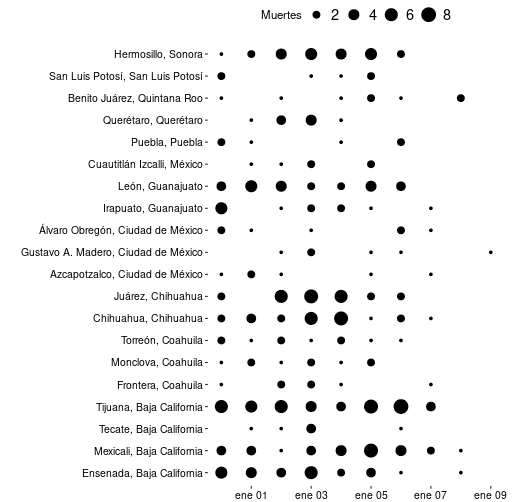 Muertes 2 4 6 8
Hermosillo, Sonora
San Luis Potosí, San Luis Potosí
Benito Juárez, Quintana Roo
Querétaro, Querétaro
Puebla, Puebla
Cuautitlán Izcalli, México
León, Guanajuato
Irapuato, Guanajuato
Álvaro Obregón, Ciudad de México
Gustavo A. Madero, Ciudad de México
Azcapotzalco, Ciudad de México
Juárez, Chihuahua
Chihuahua, Chihuahua
Torreón, Coahuila
Monclova, Coahuila
Frontera, Coahuila
Tijuana, Baja California
Tecate, Baja California
Mexicali, Baja California
Ensenada, Baja California
ene 01 ene 03 ene 05 ene 07 ene 09